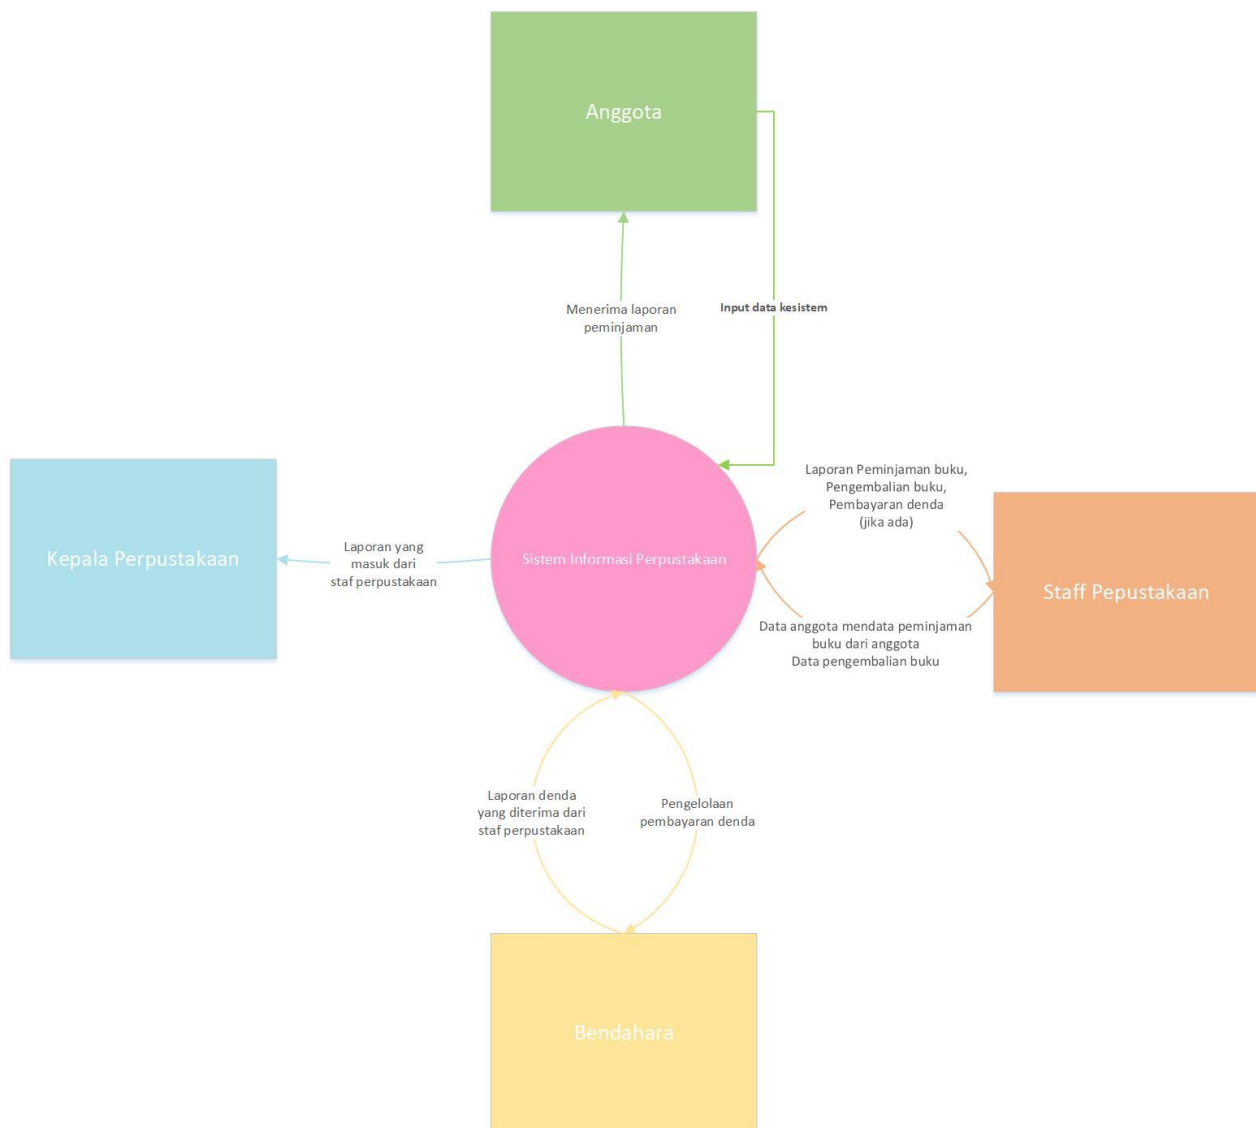 Anggota
Menerima laporan
peminjaman
Input data kesistem
Kepala Perpustakaan
Laporan yang
masuk dari
staf perpustakaan
Sistem Informasi Perpustakaan
Laporan Peminjaman buku,
Pengembalian buku,
Pembayaran denda
(jika ada)
Staff Pepustakaan
Data anggota mendata peminjaman
buku dari anggota
Data pengembalian buku
Laporan denda
yang diterima dari
staf perpustakaan
Pengelolaan
pembayaran denda
Bendahara